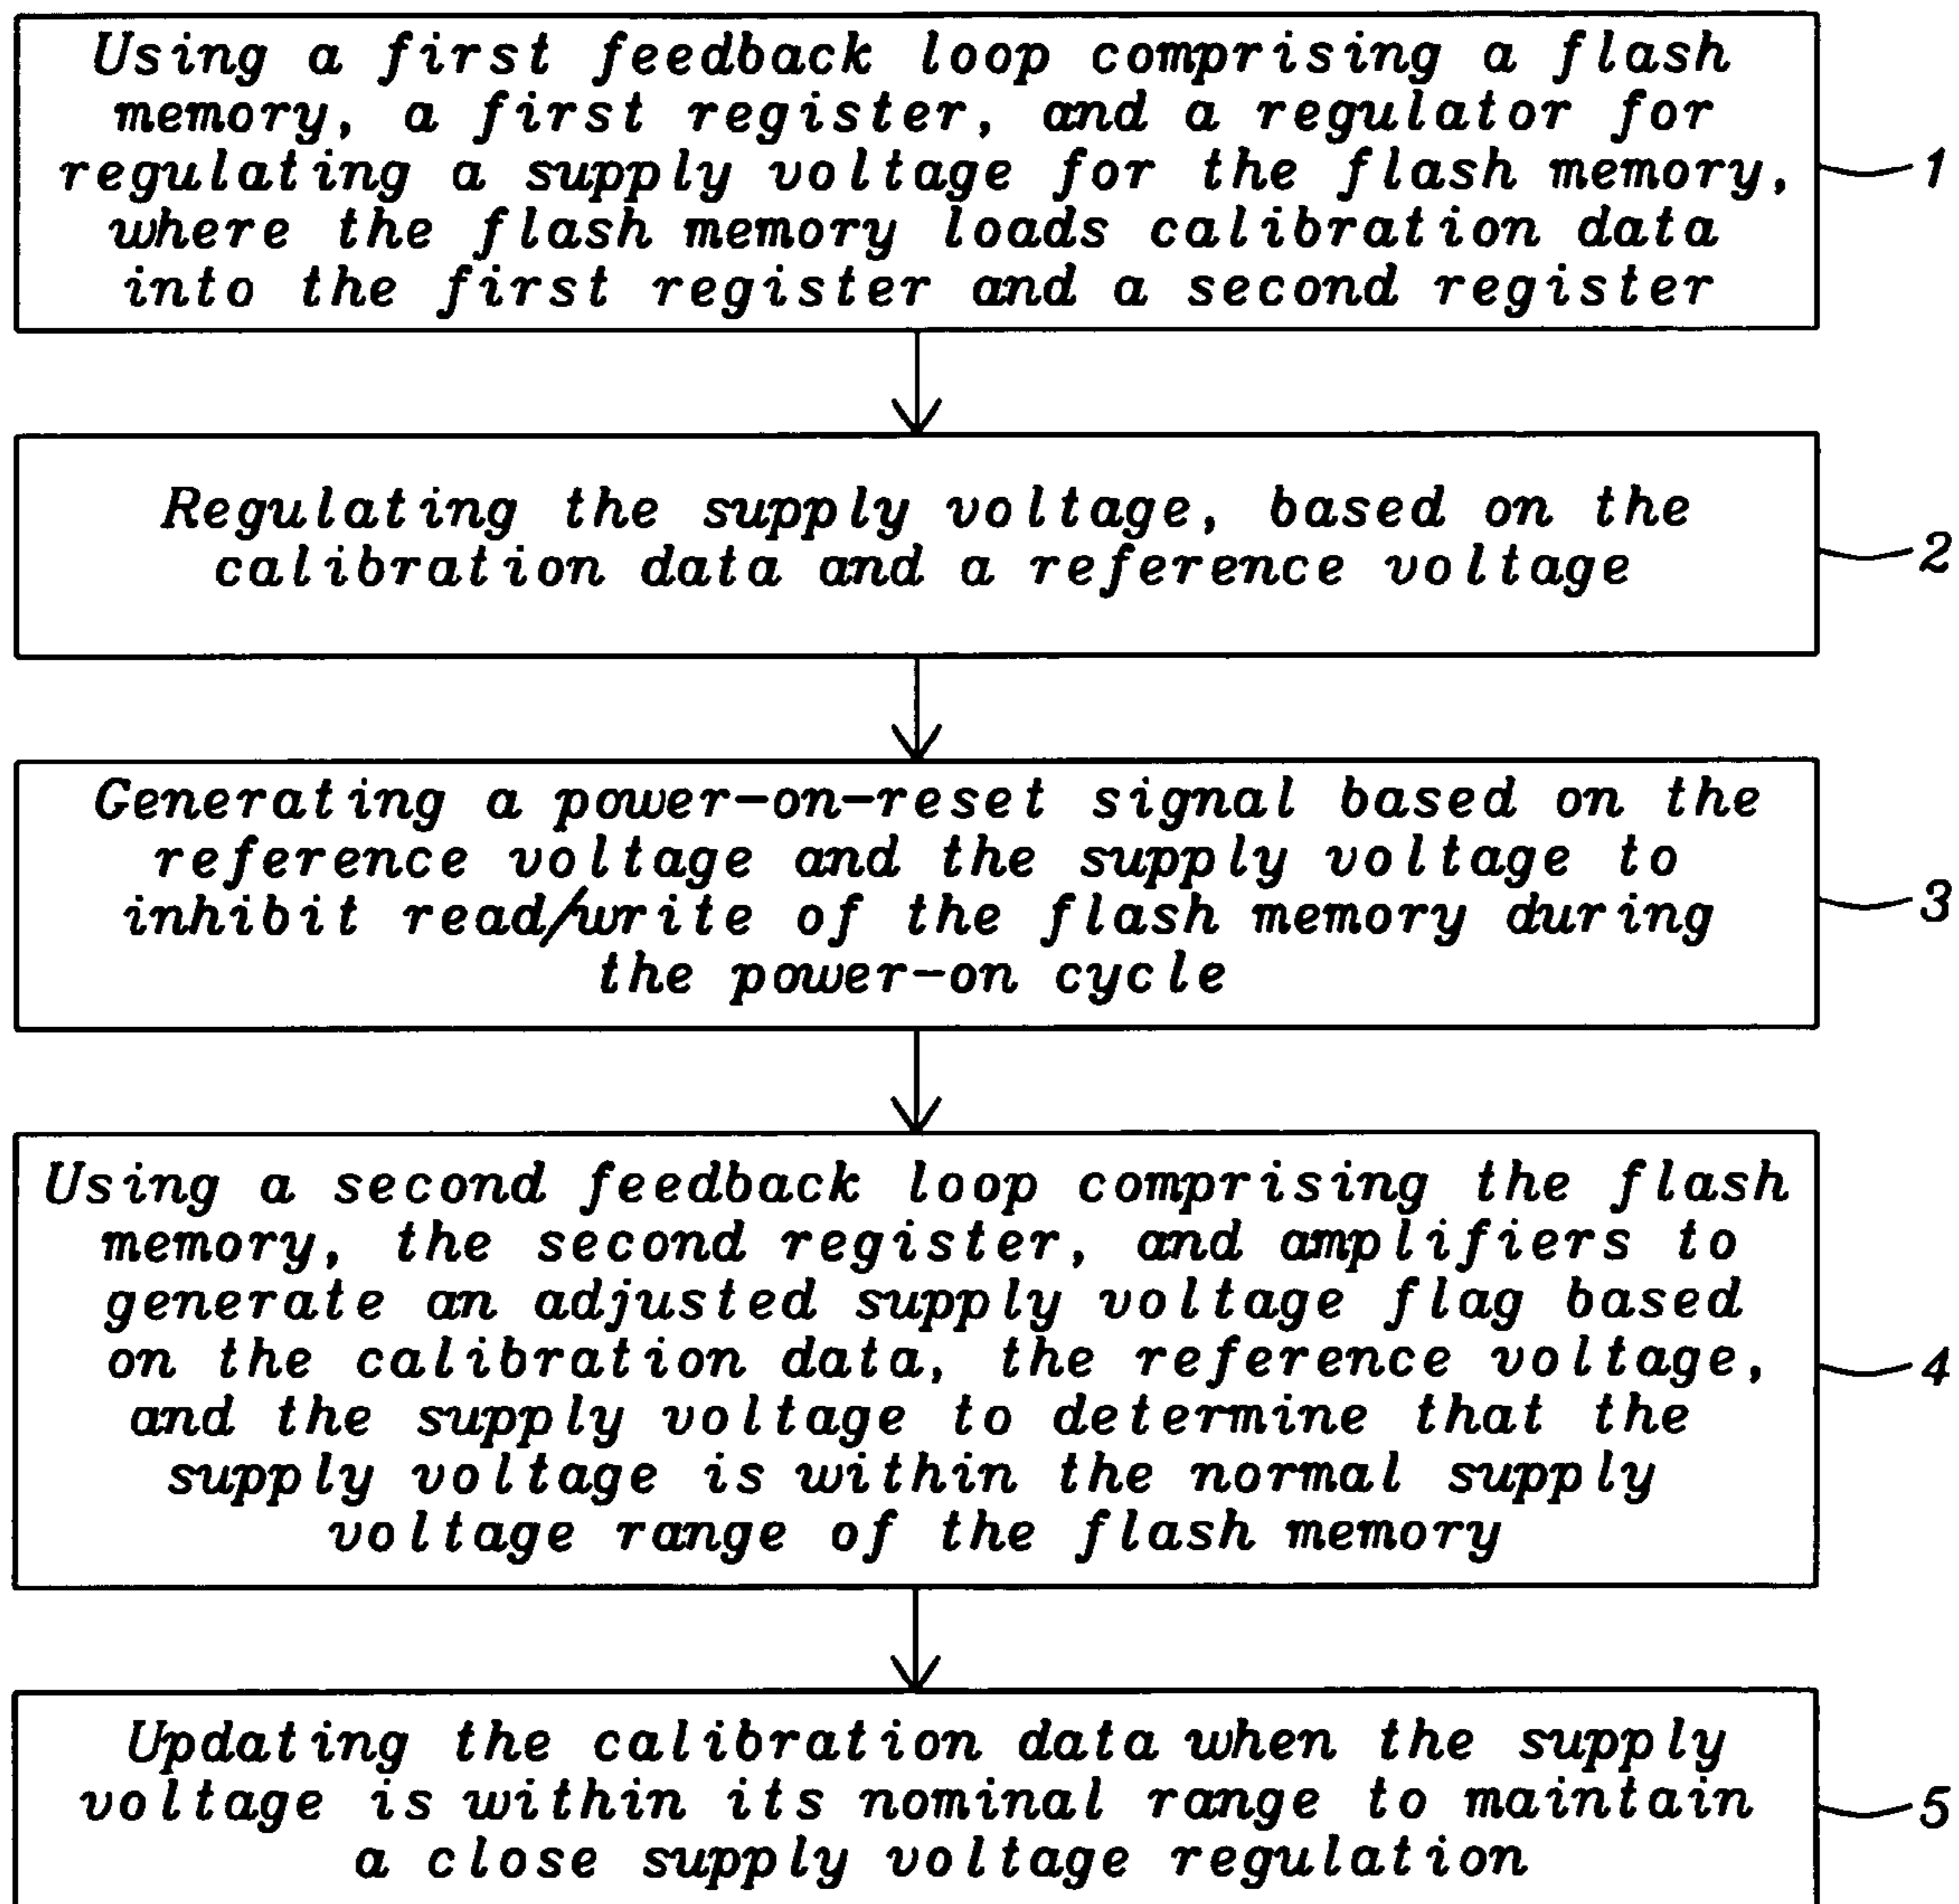 Using a first feedback loop comprising a flash
memory, a first register, and a regulator for
regulating a supply voltage for the flash memory,
where the flash memory loads calibration data
into the first register and a second register
1
Regulating the supply voltage, based on the
calibration data and a reference voltage
2
Generating a power-on-reset signal based on the
reference voltage and the supply voltage to
inhibit read/write of the flash memory during
the power-on cycle
3
Using a second feedback loop comprising the flash
memory, the second register, and amplifiers to
generate an adjusted supply voltage flag based
on the calibration data, the reference voltage,
and the supply voltage to determine that the
supply voltage is within the normal supply
voltage range of the flash memory
4
Updating the calibration data when the supply
voltage is within its nominal range to maintain
a close supply voltage regulation
5